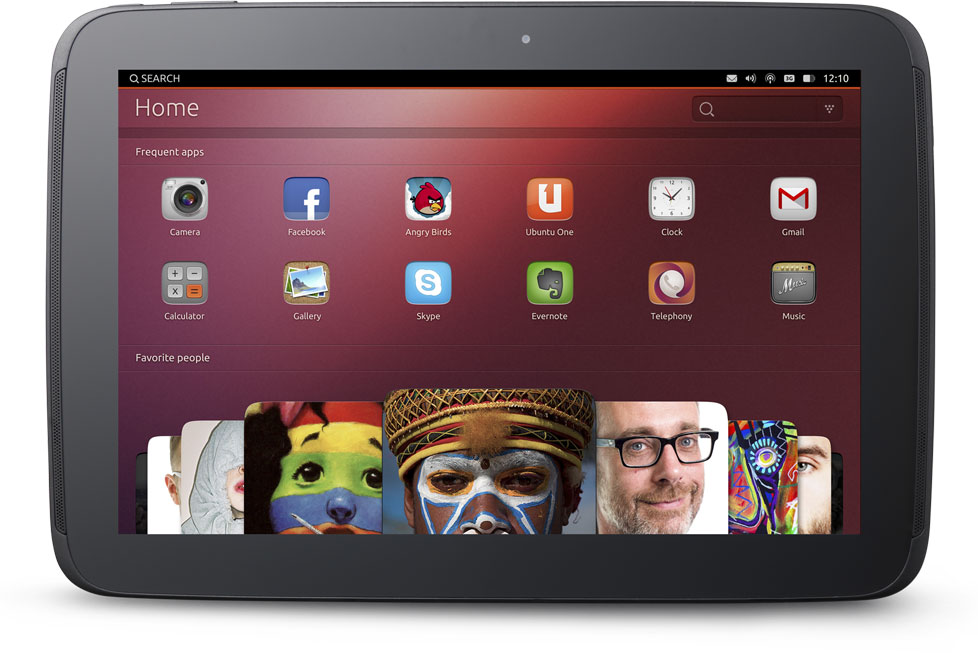 SEARCH 3G 12:10
Home
Frequent apps
Camera Facebook Angry Birds Ubuntu One Clock Gmail
Calculator Gallery Skype Evernote Telephony Music
Favorite people